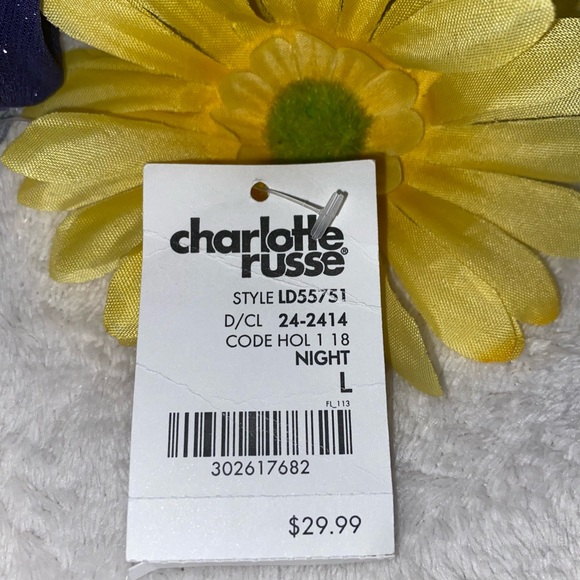 charlotte
russe®
STYLE LD55751
D/CL 24-2414
CODE HOL 1 18
NIGHT
L
FL_113
302617682
$29.99